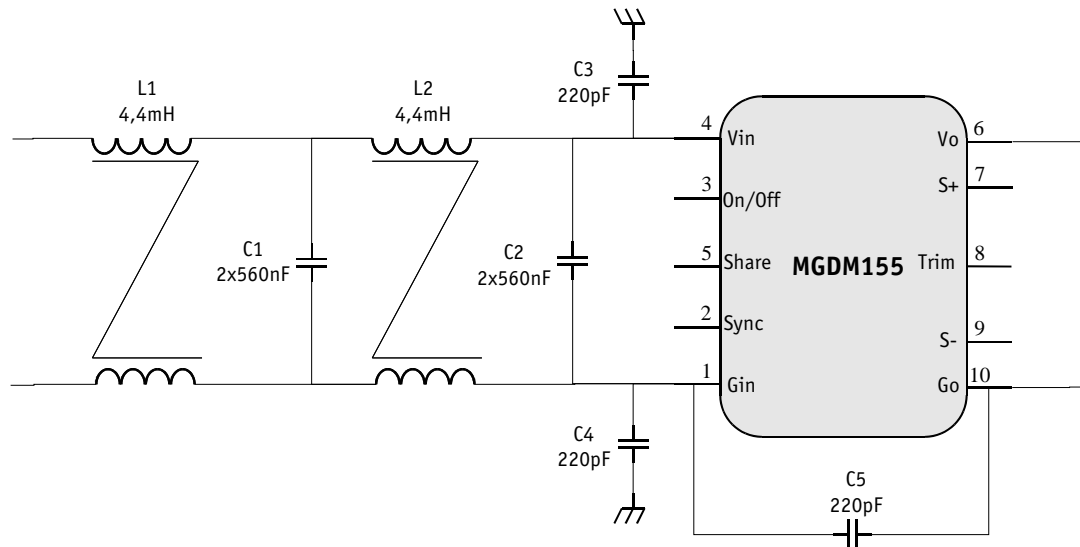 L1
4,4mH
L2
4,4mH
C3
220pF
C1
2x560nF
C2
2x560nF
C4
220pF
4
Vin
3
On/Off
5
Share
2
Sync
1
Gin
MGDM155
Vo
6
S+
7
Trim
8
S-
9
Go
10
C5
220pF